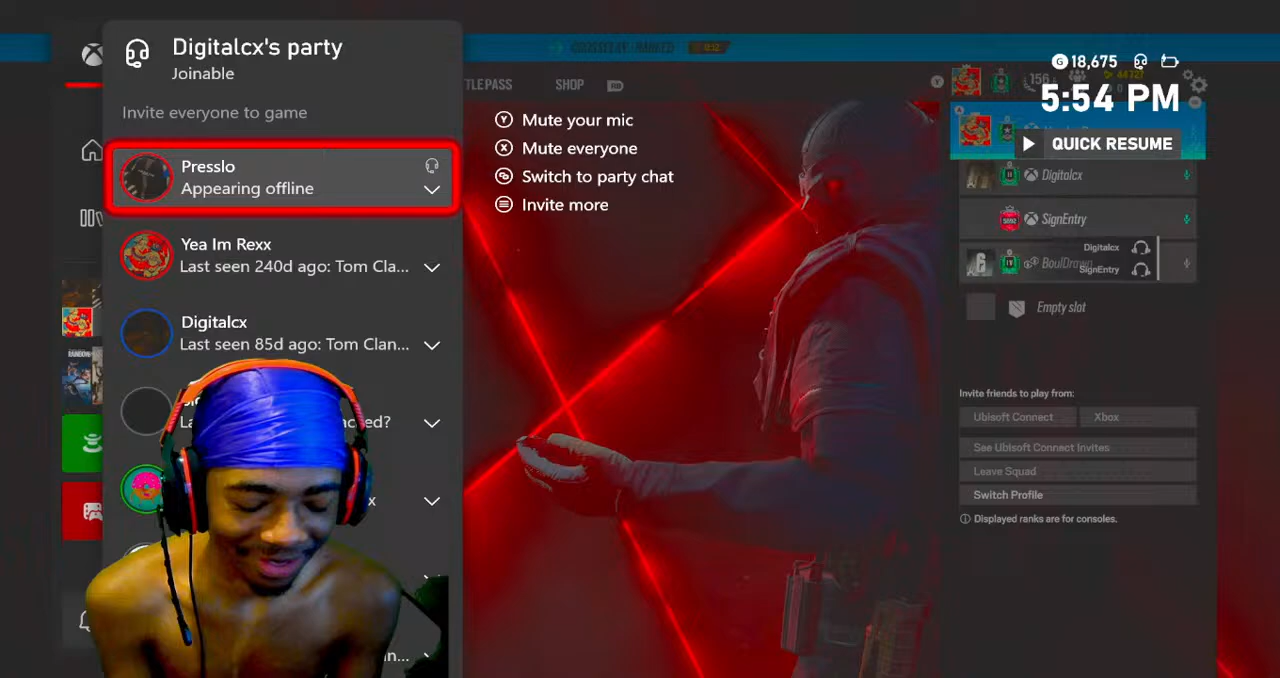 Digitalcx's party
Joinable
Invite everyone to game
Presslo
Appearing offline
Yea Im Rexx
Last seen 240d ago: Tom Cla...
Digitalcx
Last seen 85d ago: Tom Clan...
TLE PASS
SHOP
Mute your mic
Mute everyone
Switch to party chat
Invite more
18,675
156
5:54 PM
QUICK RESUME
Digitalcx
SignEntry
Digitalcx
SignEntry
Empty slot
Invite friends to play from:
Ubisoft Connect
Xbox
See Ubisoft Connect Invites
Leave Squad
Switch Profile
Displayed ranks are for consoles.